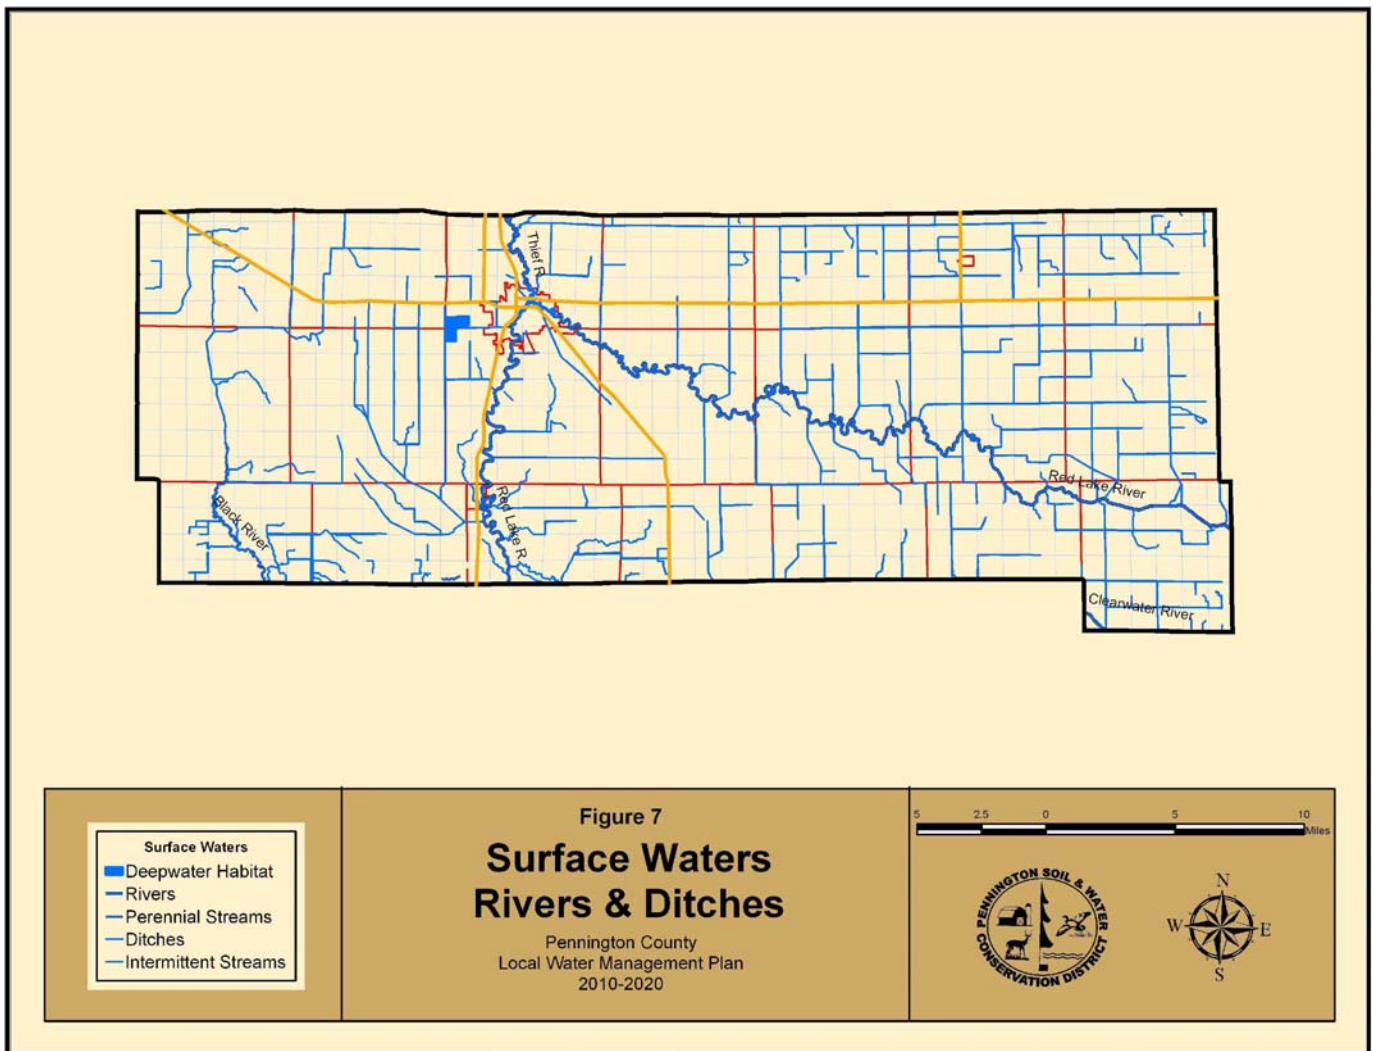 Thief R.
Red Lake River
Black River
Red Lake R.
Clearwater River
Surface Waters
Deepwater Habitat
Rivers
Perennial Streams
Ditches
Intermittent Streams
Figure 7
Surface Waters
Rivers & Ditches
Pennington County
Local Water Management Plan
2010-2020
5 2.5 0 5 10
Miles
PENNINGTON SOIL & WATER
CONSERVATION DISTRICT
N
W E
S